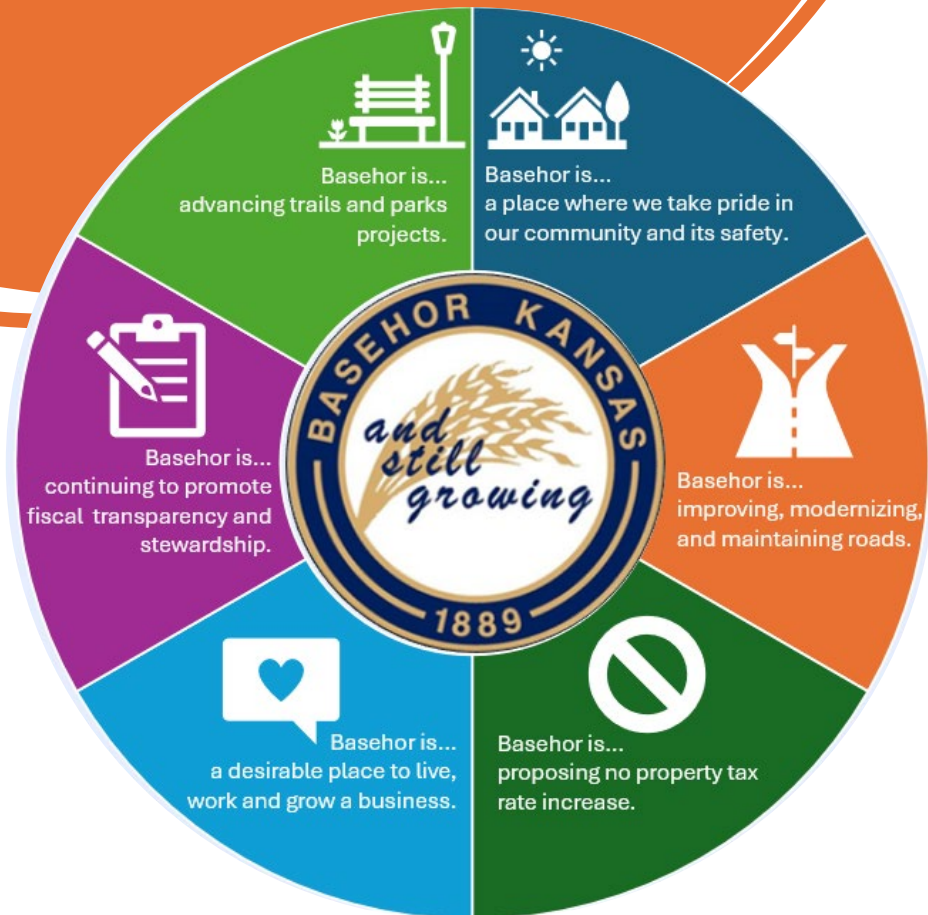 Basehor is...
advancing trails and parks
projects.
Basehor is...
a place where we take pride in
our community and its safety.
Basehor is...
improving, modernizing,
and maintaining roads.
Basehor is...
proposing no property tax
rate increase.
Basehor is...
a desirable place to live,
work and grow a business.
Basehor is...
continuing to promote
fiscal transparency and
stewardship.
BASEHOR KANSAS
and
still
growing
1889